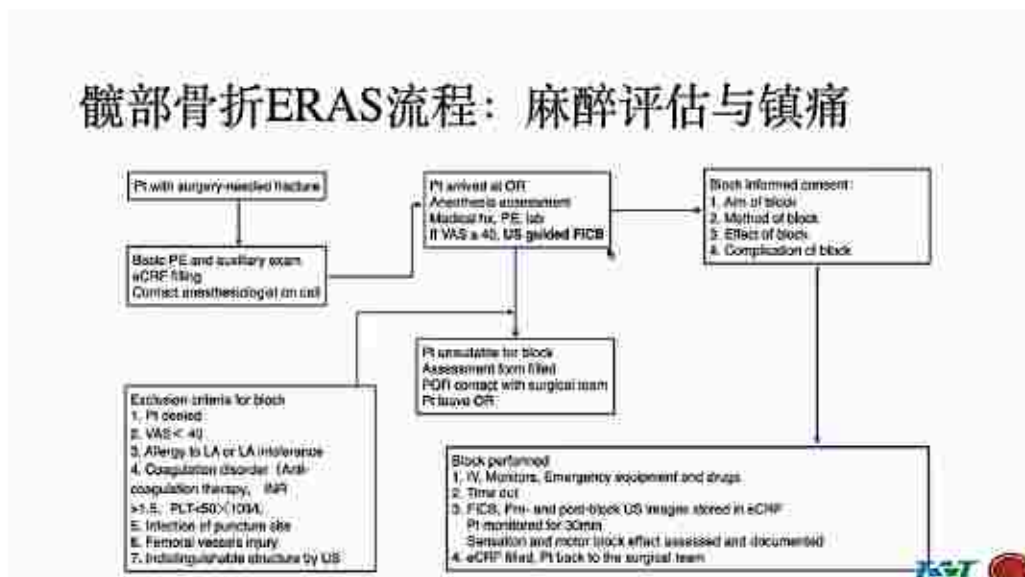 髋部骨折ERAS流程：麻醉评估与镇痛
Pt with surgery-needed fracture
Basic PE and auxiliary exam
eCRF filling
Contact anesthesiologist on call
Pt arrived at OR
Anesthesia assessment
Medical hx, PE, lab
If VAS ≥ 40, US guided FICB
Block informed consent:
1. Aim of block
2. Method of block
3. Effect of block
4. Complication of block
Pt unsuitable for block
Assessment form filled
POR contact with surgical team
Pt leave OR
Exclusion criteria for block
1. Pt denied
2. VAS< 40
3. Allergy to LA or LA intolerance
4. Coagulation disorder (Anti-
coagulation therapy, INR
>1.5, PLT<50×109/L
5. Infection of puncture site
6. Femoral vessels injury
7. Indistinguishable structure by US
Block performed
1. IV, Monitors, Emergency equipment and drugs
2. Time out
3. FICB, Pre- and post-block US images stored in eCRF
Pt monitored for 30min
Sensation and motor block effect assessed and documented
4. eCRF filled, Pt back to the surgical team